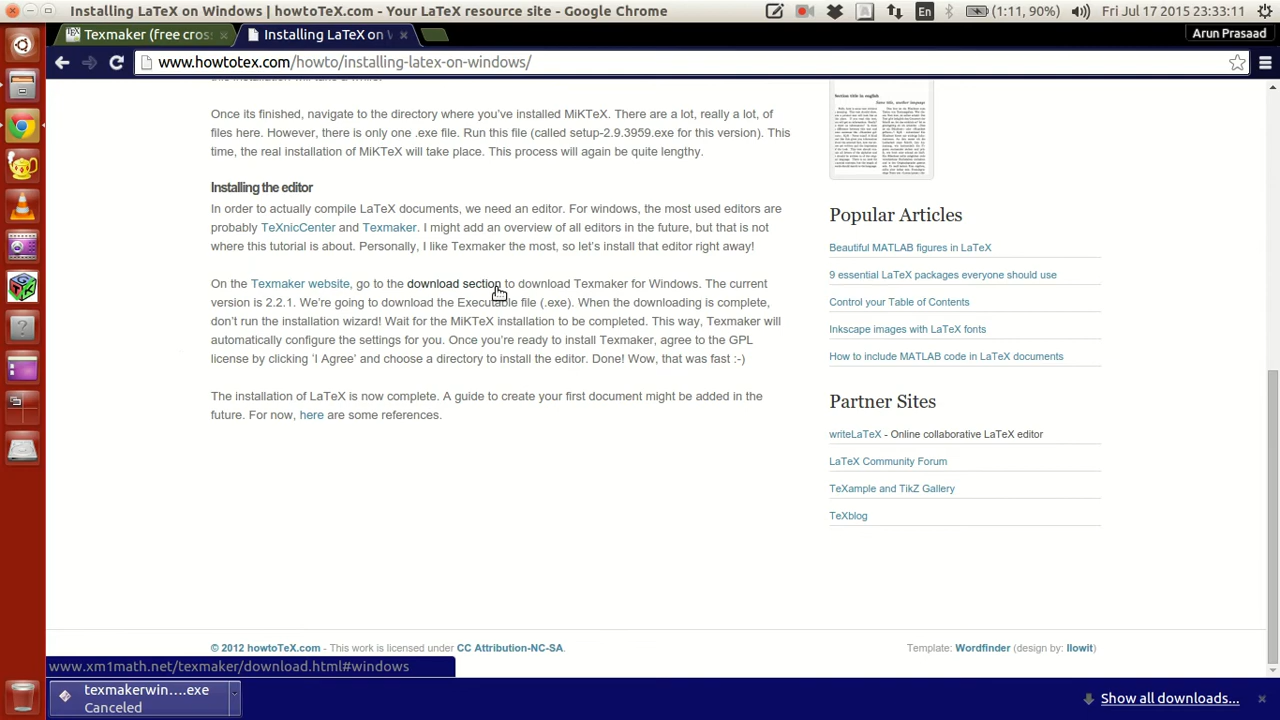 Installing LaTeX on Windows | howtoTeX.com - Your LaTeX resource site - Google Chrome
En
(1:11, 90%)
Fri Jul 17 2015 23:33:11
Texmaker (free cros
Installing LaTeX on W
Arun Prasaad
www.howtotex.com/howto/installing-latex-on-windows/
Once its finished, navigate to the directory where you've installed MiKTeX. There are a lot, really a lot, of
However, there is only one .exe file. Run this file (called
.exe for this version). This
the real installation of MiKTeX will take
This process will again
lengthy.
Installing the editor
In order to actually compile LaTeX documents, we need an editor. For windows, the most used editors are
probably TeXnicCenter and Texmaker. I might add an overview of all editors in the future, but that is not
where this tutorial is about. Personally, I like Texmaker the most, so let's install that editor right away!
On the Texmaker website, go to the download section to download Texmaker for Windows. The current
version is 2.2.1. We're going to download the Executable file (.exe). When the downloading is complete,
don't run the installation wizard! Wait for the MiKTeX installation to be completed. This way, Texmaker will
automatically configure the settings for you. Once you're ready to install Texmaker, agree to the GPL
license by clicking 'I Agree' and choose a directory to install the editor. Done! Wow, that was fast :-)
The installation of LaTeX is now complete. A guide to create your first document might be added in the
future. For now, here are some references.
Section title in english
Popular Articles
Beautiful MATLAB figures in LaTeX
9 essential LaTeX packages everyone should use
Control your Table of Contents
Inkscape images with LaTeX fonts
How to include MATLAB code in LaTeX documents
Partner Sites
writeLaTeX - Online collaborative LaTeX editor
LaTeX Community Forum
TeXample and TikZ Gallery
TeXblog
© 2012 howtoTeX.com - This work is licensed under CC Attribution-NC-SA.
Template: Wordfinder (design by: Ilowit)
www.xm1math.net/texmaker/download.html#windows
texmakerwin....exe
Canceled
Show all downloads...